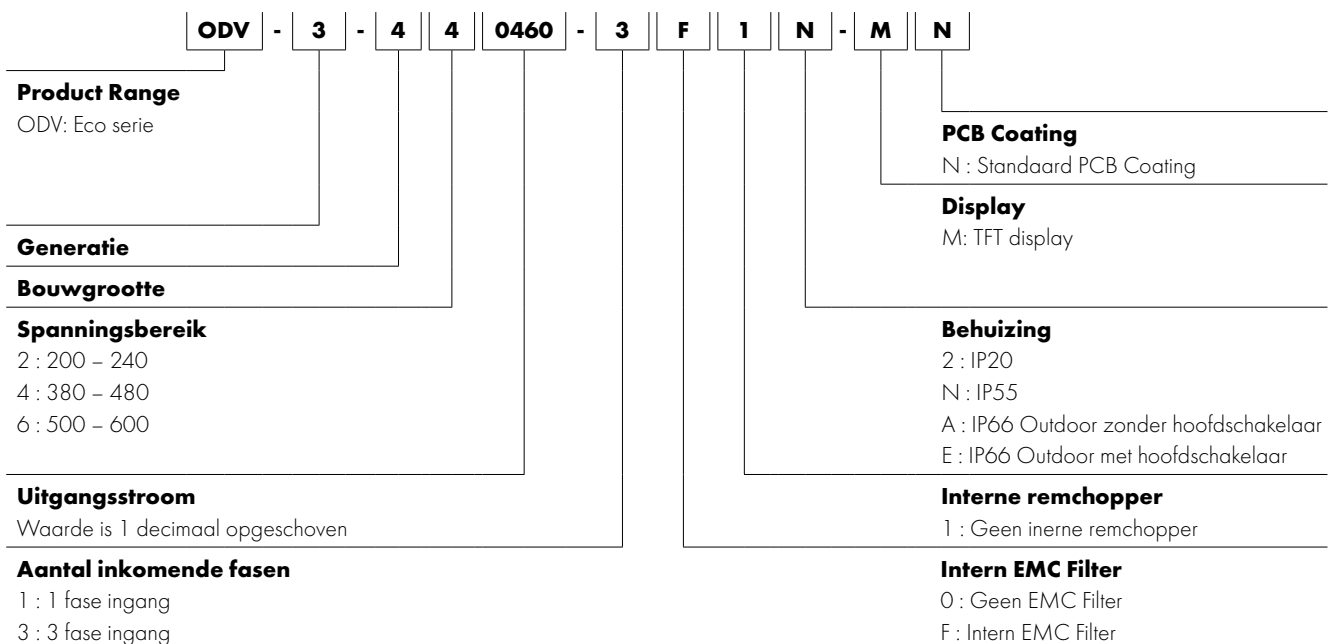 ODV - 3 - 4 4 0460 - 3 F 1 N - M N
Product Range
ODV: Eco serie
Generatie
Bouwgrootte
Spanningsbereik
2 : 200 – 240
4 : 380 – 480
6 : 500 – 600
Uitgangsstroom
Waarde is 1 decimaal opgeschoven
Aantal inkomende fasen
1 : 1 fase ingang
3 : 3 fase ingang
PCB Coating
N : Standaard PCB Coating
Display
M: TFT display
Behuizing
2 : IP20
N : IP55
A : IP66 Outdoor zonder hoofdschakelaar
E : IP66 Outdoor met hoofdschakelaar
Interne remchopper
1 : Geen inerne remchopper
Intern EMC Filter
0 : Geen EMC Filter
F : Intern EMC Filter